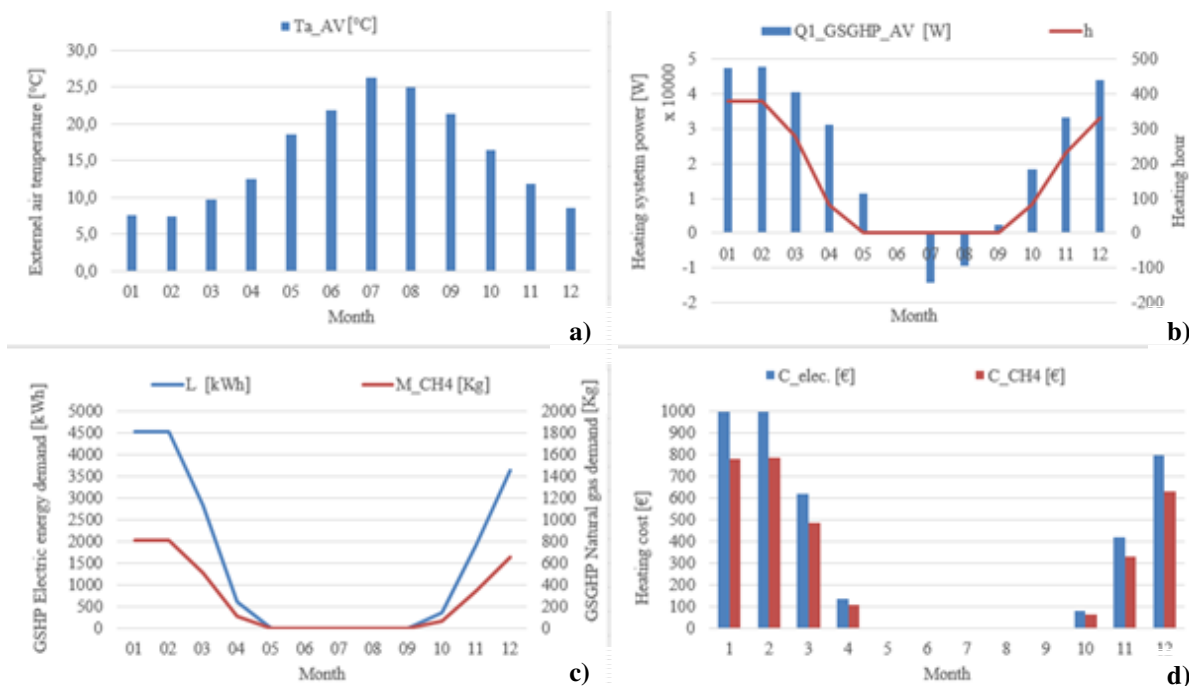 Ta_AV [°C]
Externel air temperature [°C]
30,0
25,0
20,0
15,0
10,0
5,0
0,0
01 02 03 04 05 06 07 08 09 10 11 12
Month
a)
Q1_GSGHP_AV [W]
h
Heating systetm power [W]
x 10000
5
4
3
2
1
0
-1
-2
500
400
300
200
100
0
-100
-200
Heating hour
01 02 03 04 05 06 07 08 09 10 11 12
Month
b)
L [kWh]
M_CH4 [Kg]
GSHP Electric energy demand [kWh]
5000
4500
4000
3500
3000
2500
2000
1500
1000
500
0
2000
1800
1600
1400
1200
1000
800
600
400
200
0
GSGHP Natural gas demand [Kg]
01 02 03 04 05 06 07 08 09 10 11 12
Month
c)
C_elec. [€]
C_CH4 [€]
Heating cost [€]
1000
900
800
700
600
500
400
300
200
100
0
1 2 3 4 5 6 7 8 9 10 11 12
Month
d)